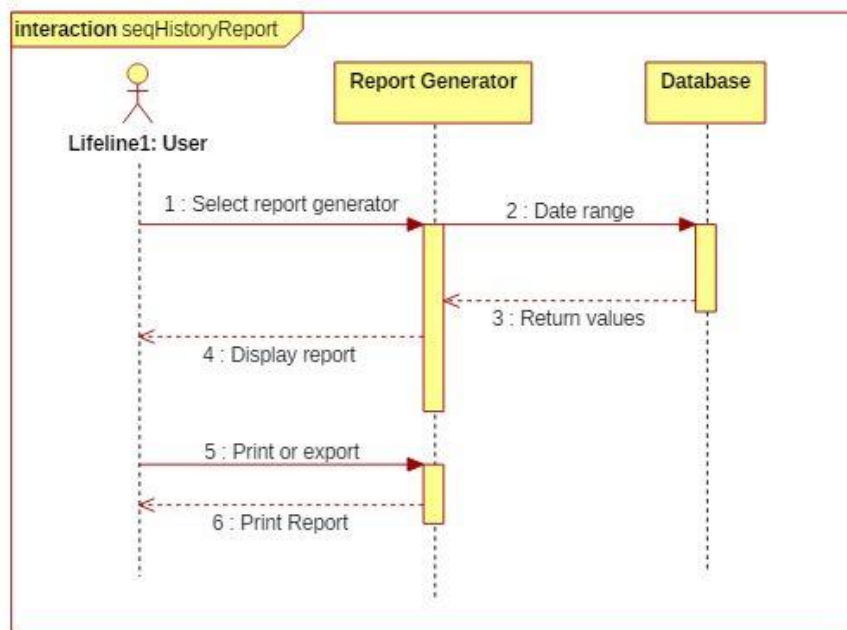 interaction seqHistoryReport
Report Generator
Database
Lifeline1: User
1 : Select report generator
2 : Date range
3 : Return values
4 : Display report
5 : Print or export
6 : Print Report